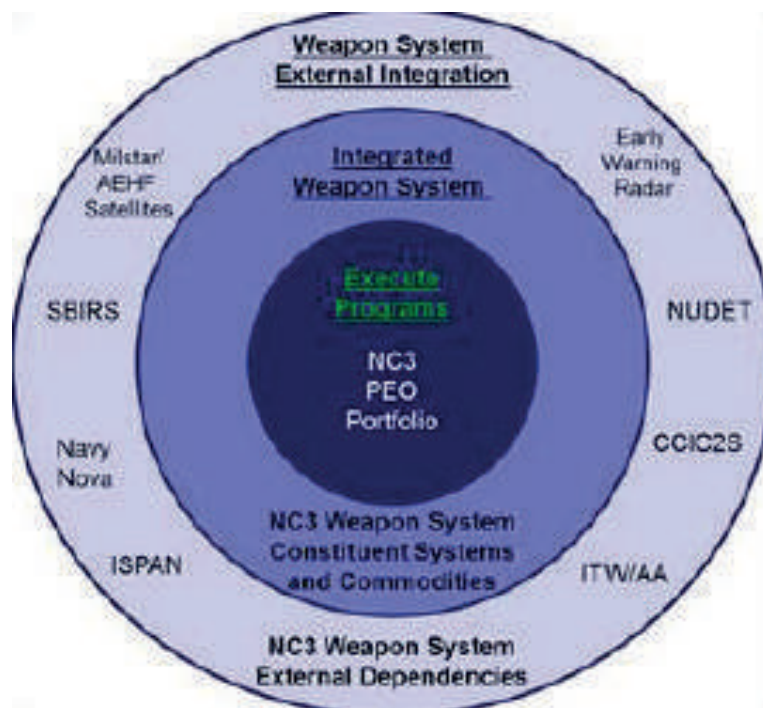 Weapon System
External Integration
Milstar/
AEHF
Satellites
Early
Warning
Radar
Integrated
Weapon System
SBIRS
NUDET
Execute
Programs
NC3
PEO
Portfolio
Navy
Nova
CCIC2S
ISPAN
ITW/AA
NC3 Weapon System
Constituent Systems
and Commodities
NC3 Weapon System
External Dependencies